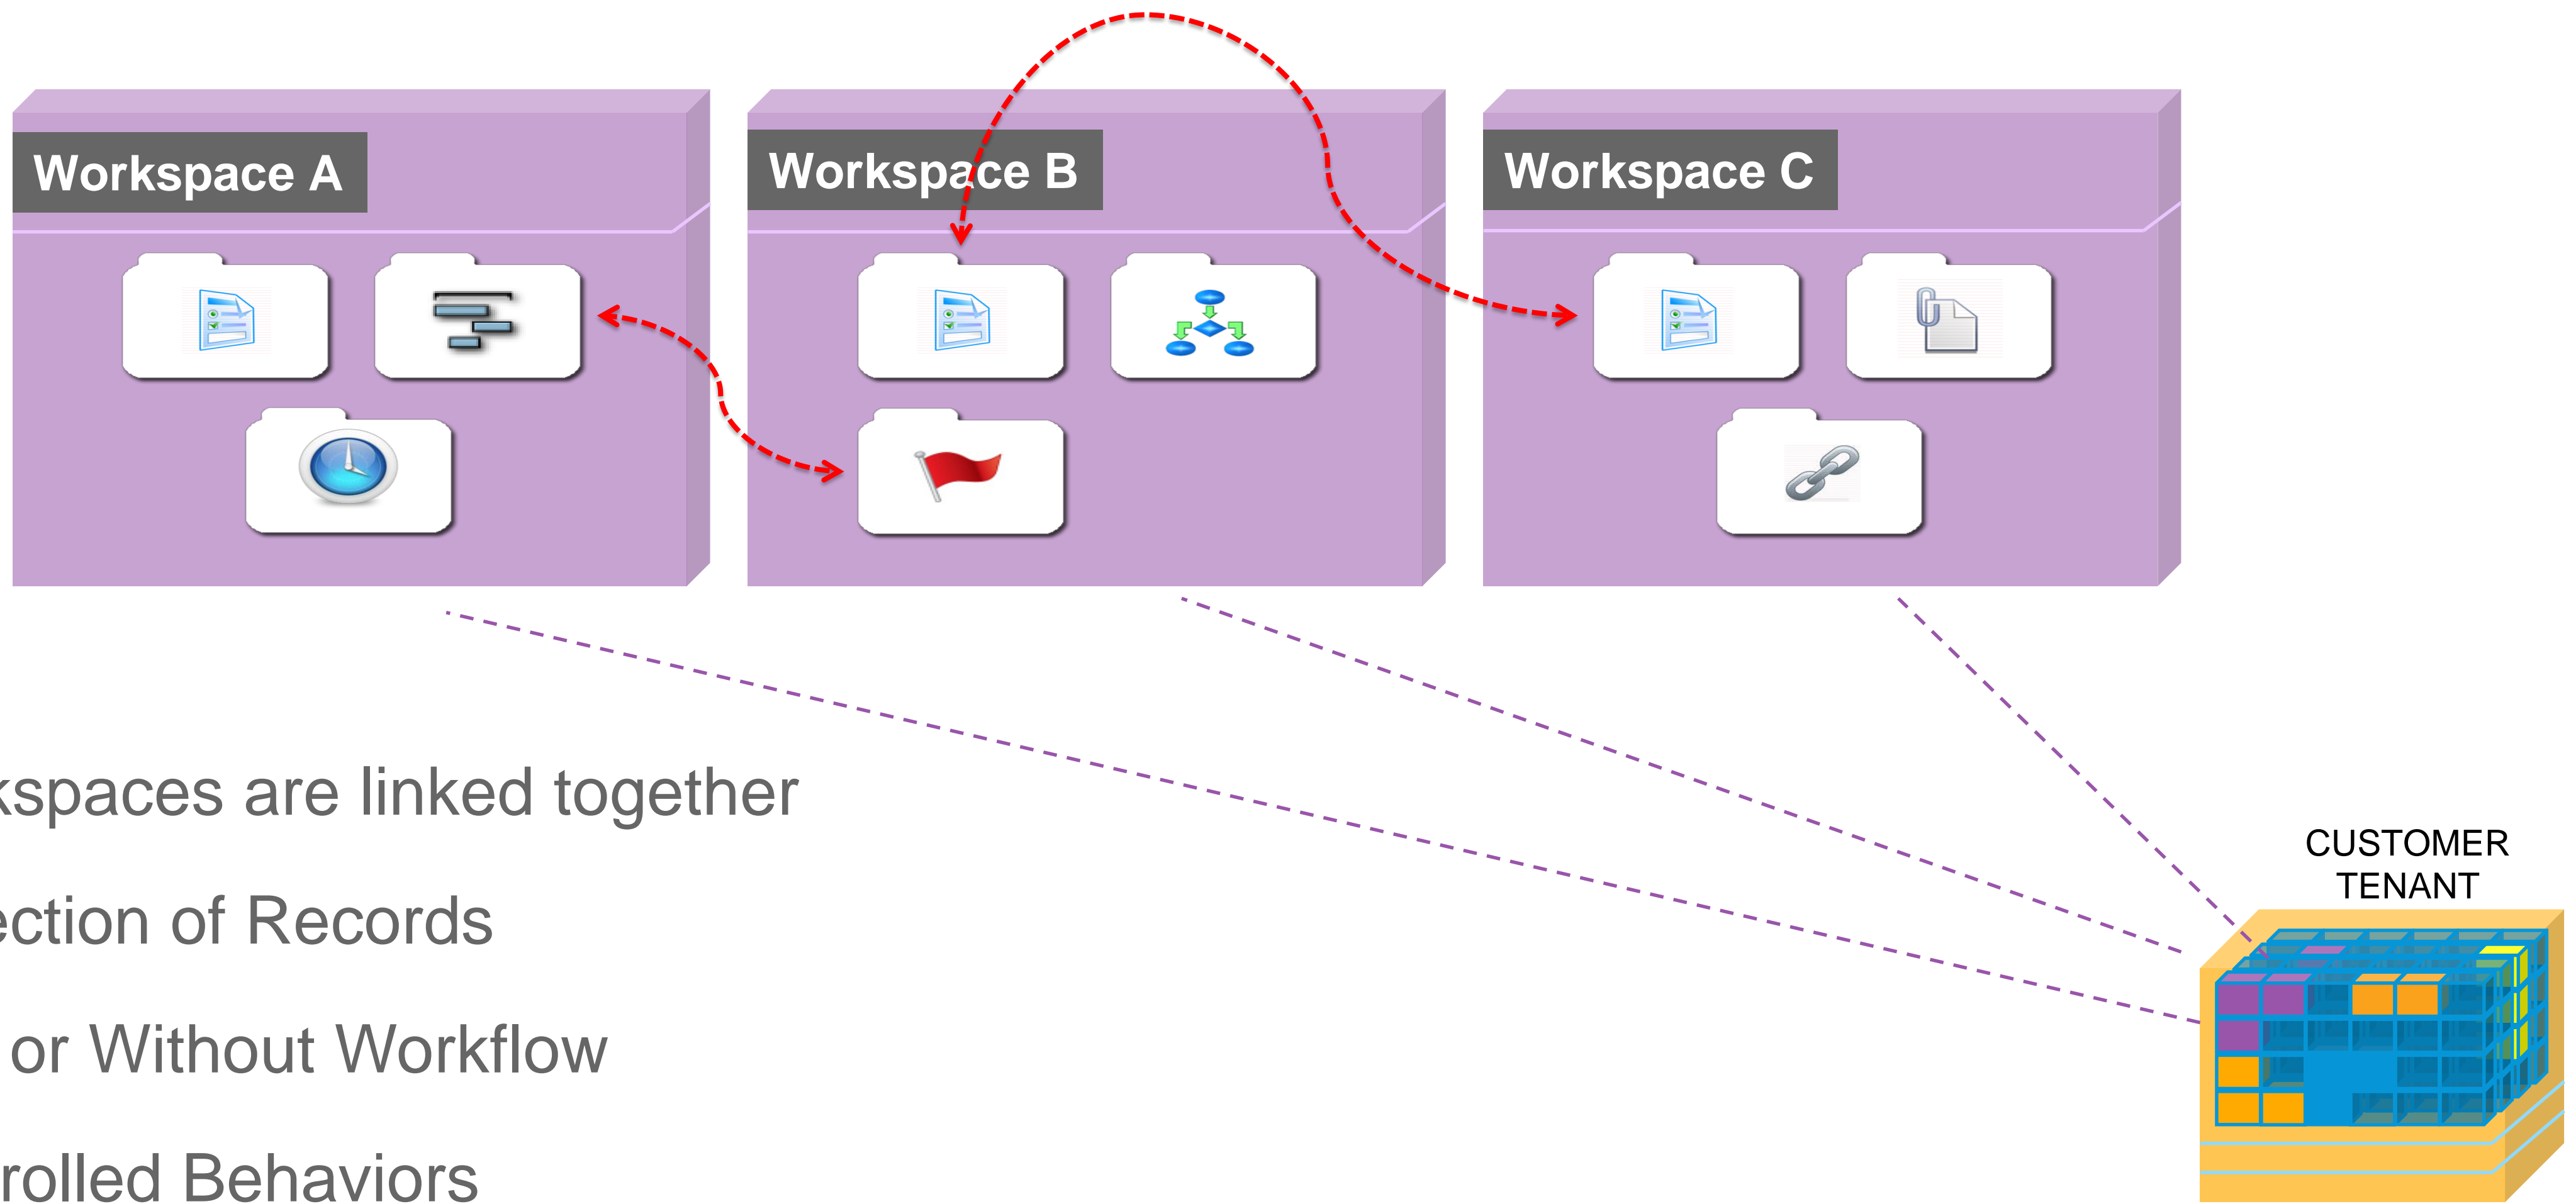 Workspace A
Workspace B
Workspace C
kspaces are linked together
CUSTOMER
TENANT
ection of Records
or Without Workflow
rolled Behaviors